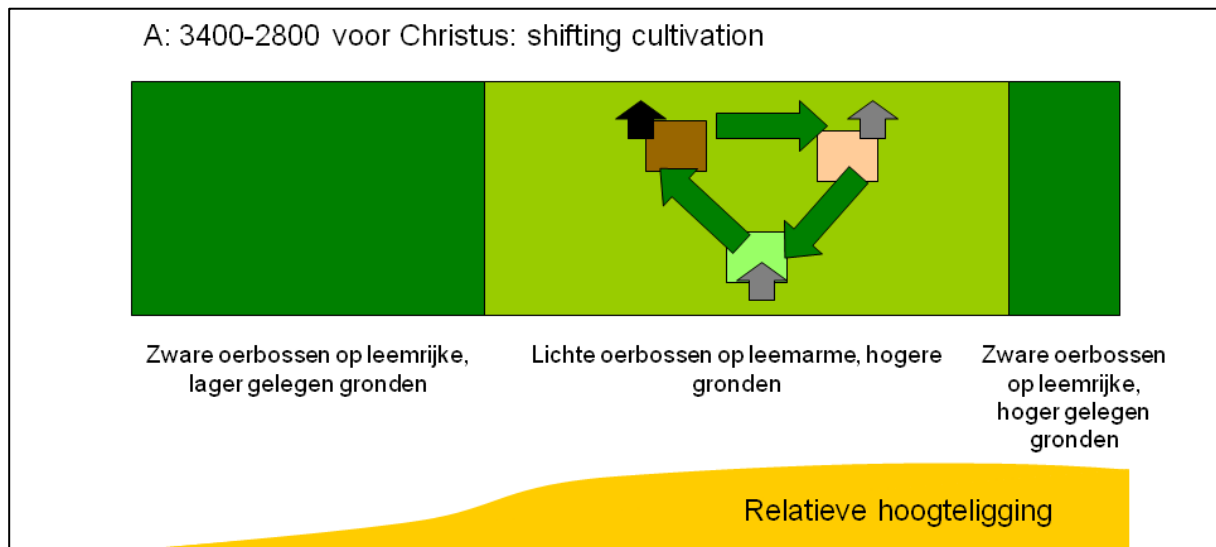 A: 3400-2800 voor Christus: shifting cultivation
Zware oerbossen op leemrijke,
lager gelegen gronden
Lichte oerbossen op leemarme, hogere
gronden
Zware oerbossen
op leemrijke,
hoger gelegen
gronden
Relatieve hoogteligging